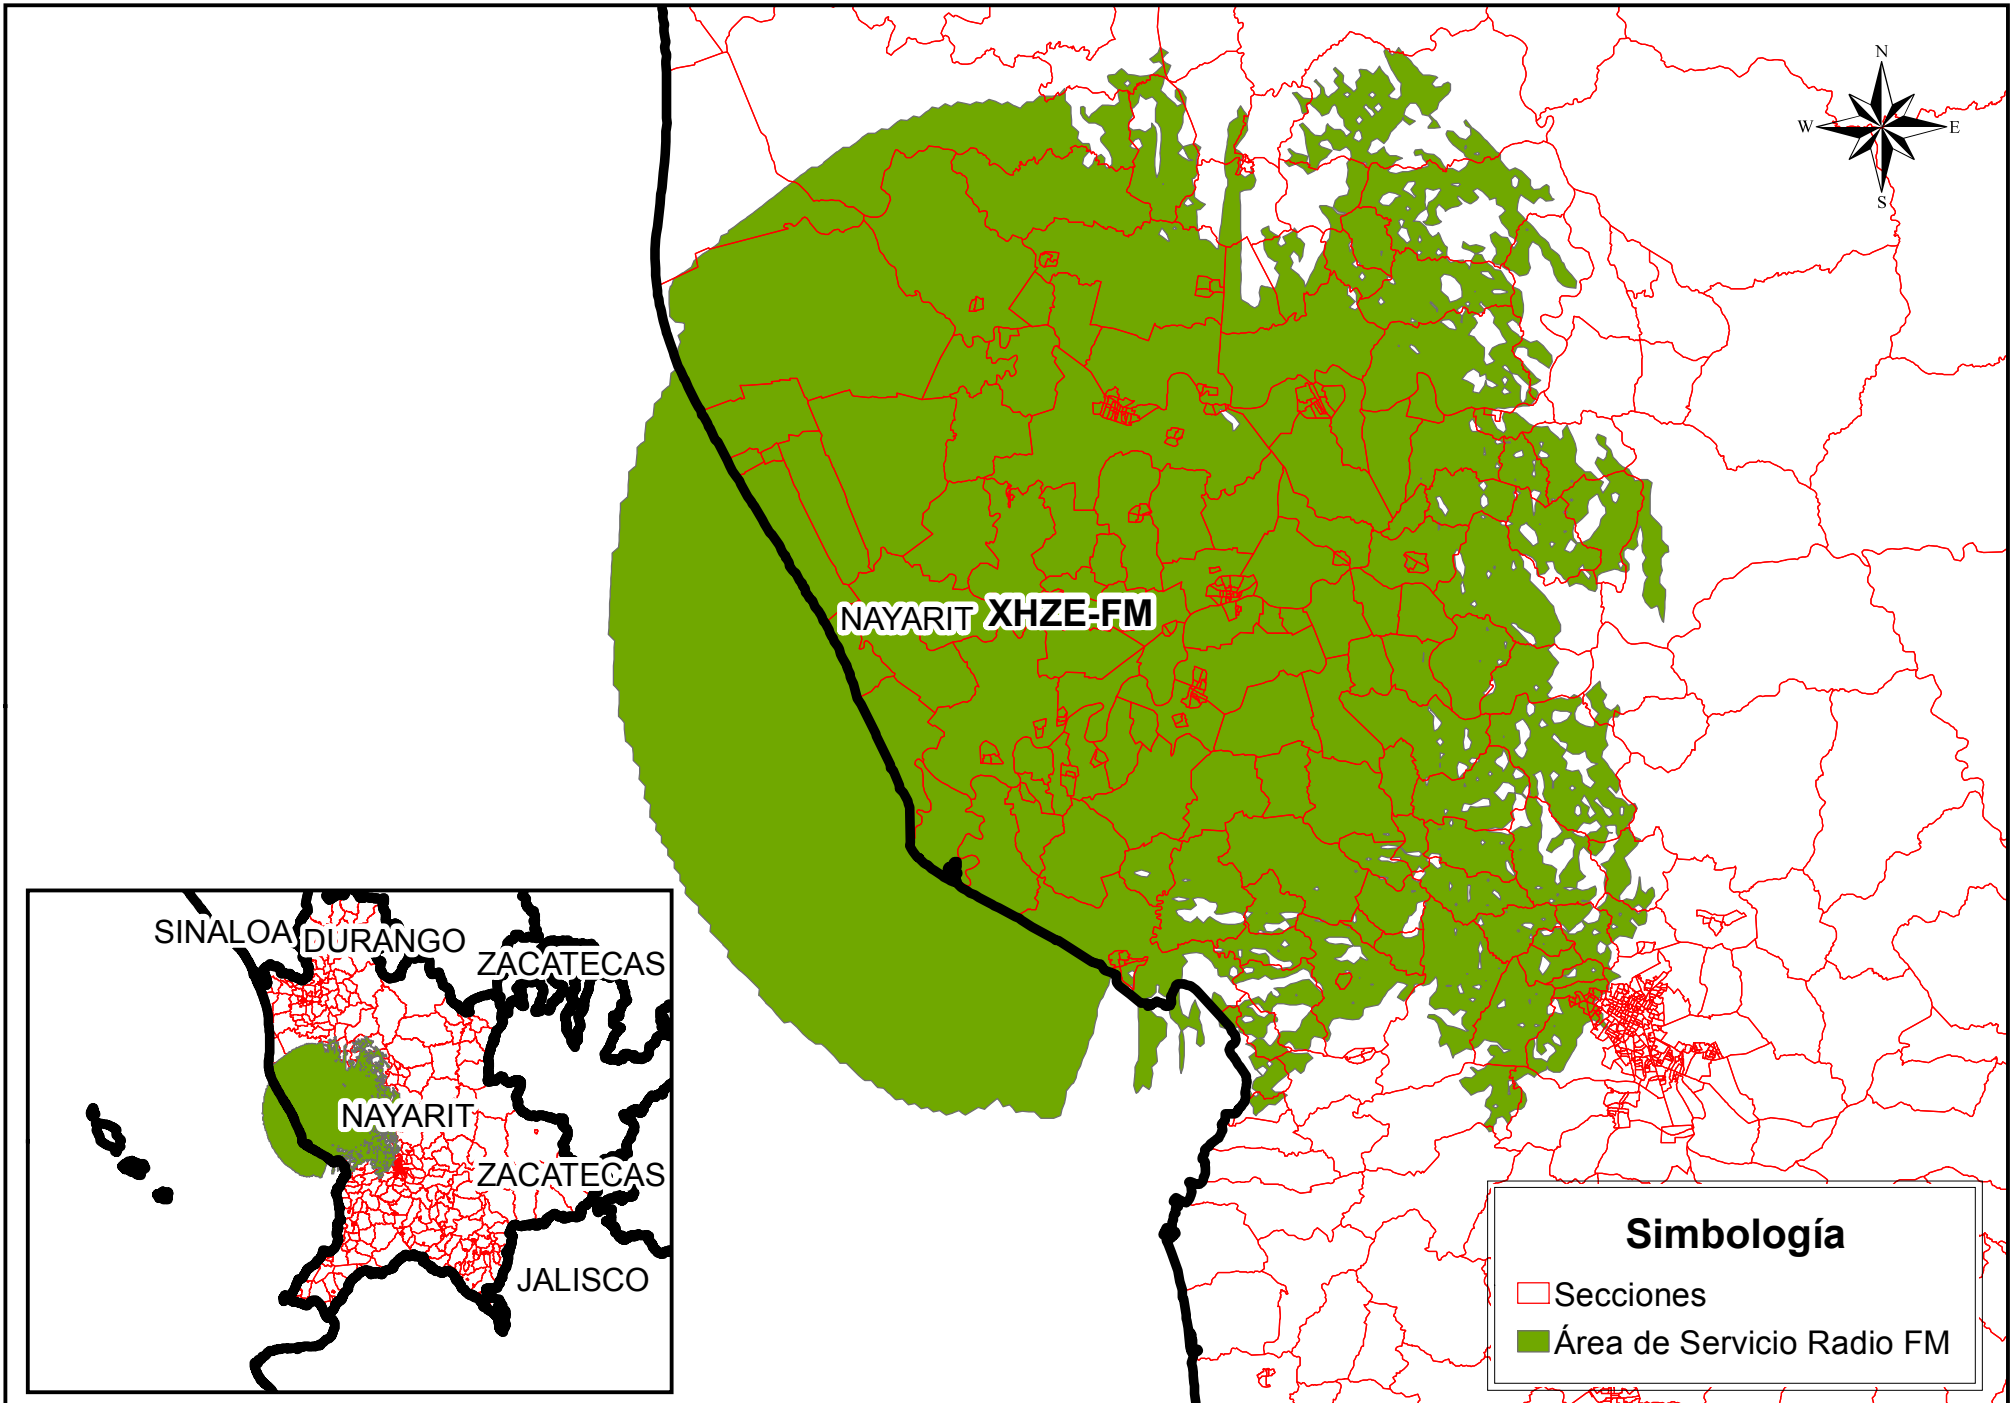 N
W E
S
NAYARIT XHZE-FM
SINALOA DURANGO
ZACATECAS
NAYARIT
ZACATECAS
JALISCO
Simbología
Secciones
Área de Servicio Radio FM